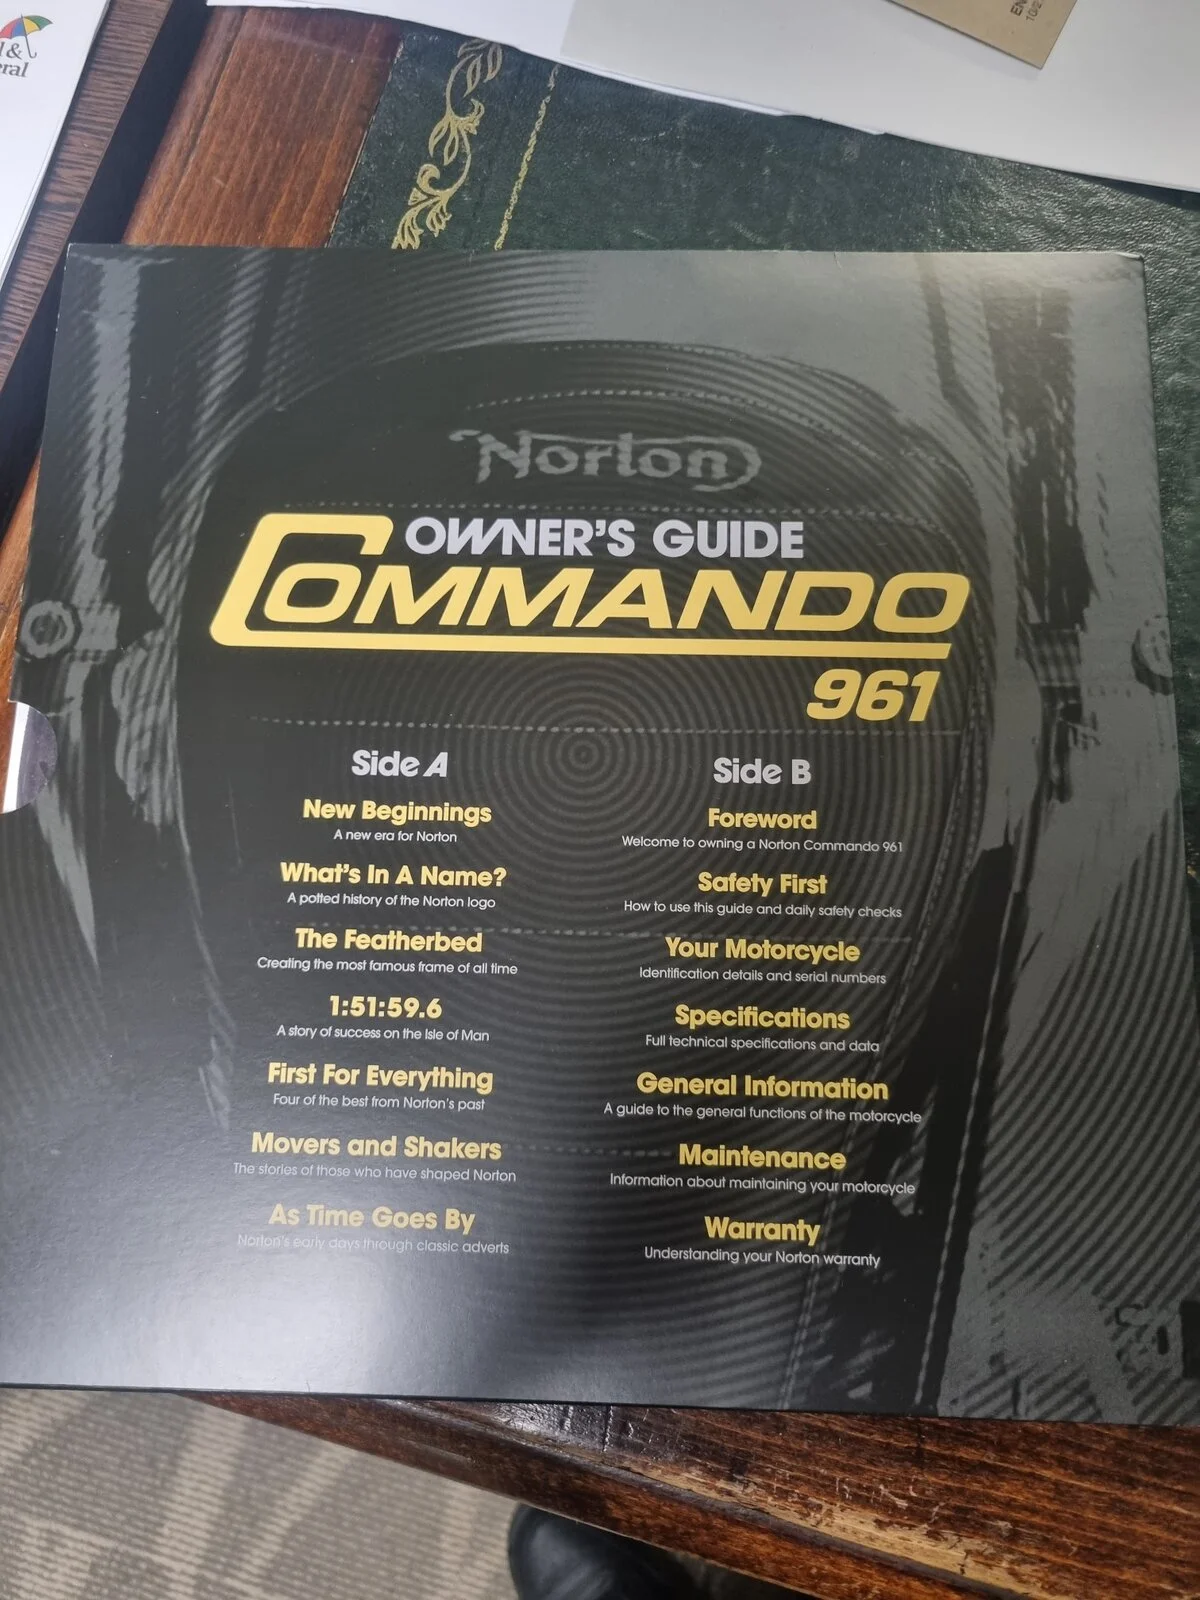 l &
eral
EN
Norton
OWNER'S GUIDE
COMMANDO
961
Side A
New Beginnings
A new era for Norton
What's In A Name?
A potted history of the Norton logo
The Featherbed
Creating the most famous frame of all time
1:51:59.6
A story of success on the Isle of Man
First For Everything
Four of the best from Norton's past
Movers and Shakers
The stories of those who have shaped Norton
As Time Goes By
Norton's early days through classic adverts
Side B
Foreword
Welcome to owning a Norton Commando 961
Safety First
How to use this guide and daily safety checks
Your Motorcycle
Identification details and serial numbers
Specifications
Full technical specifications and data
General Information
A guide to the general functions of the motorcycle
Maintenance
Information about maintaining your motorcycle
Warranty
Understanding your Norton warranty